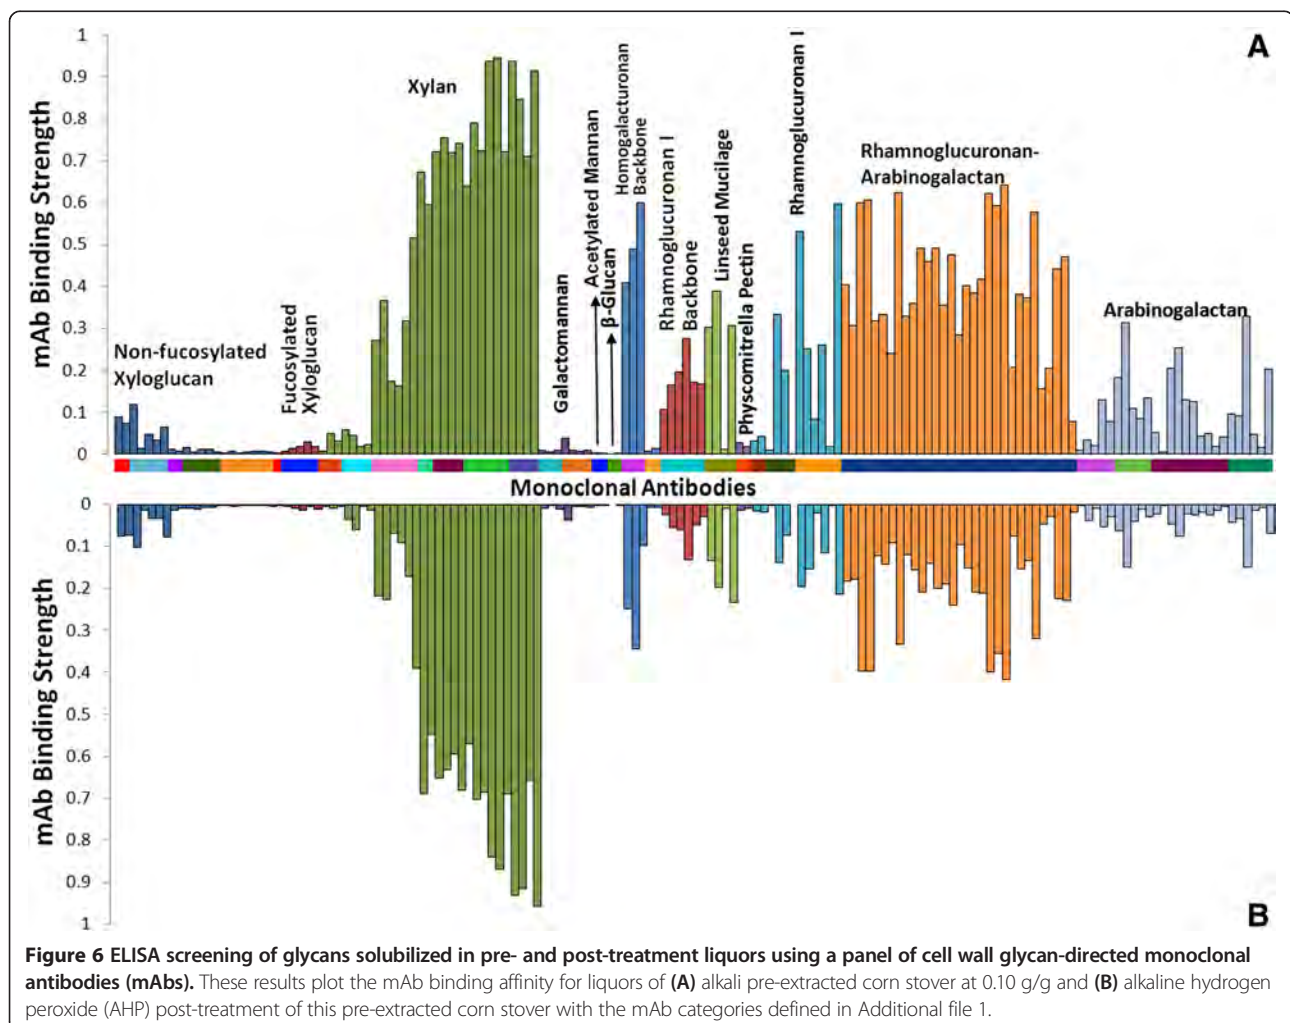 A
1
0.9
0.8
0.7
0.6
0.5
0.4
0.3
0.2
0.1
0
mAb Binding Strength
Non-fucosylated
Xyloglucan
Fucosylated
Xyloglucan
Xylan
Galactomannan
Acetylated Mannan
β-Glucan
Homogalacturonan
Backbone
Rhamnoglucuronan I
Backbone
Linseed Mucilage
Physcomitrella Pectin
Rhamnoglucuronan I
Rhamnoglucuronan-
Arabinogalactan
Arabinogalactan
Monoclonal Antibodies
0
0.1
0.2
0.3
0.4
0.5
0.6
0.7
0.8
0.9
1
mAb Binding Strength
B
Figure 6 ELISA screening of glycans solubilized in pre- and post-treatment liquors using a panel of cell wall glycan-directed monoclonal
antibodies (mAbs). These results plot the mAb binding affinity for liquors of (A) alkali pre-extracted corn stover at 0.10 g/g and (B) alkaline hydrogen
peroxide (AHP) post-treatment of this pre-extracted corn stover with the mAb categories defined in Additional file 1.